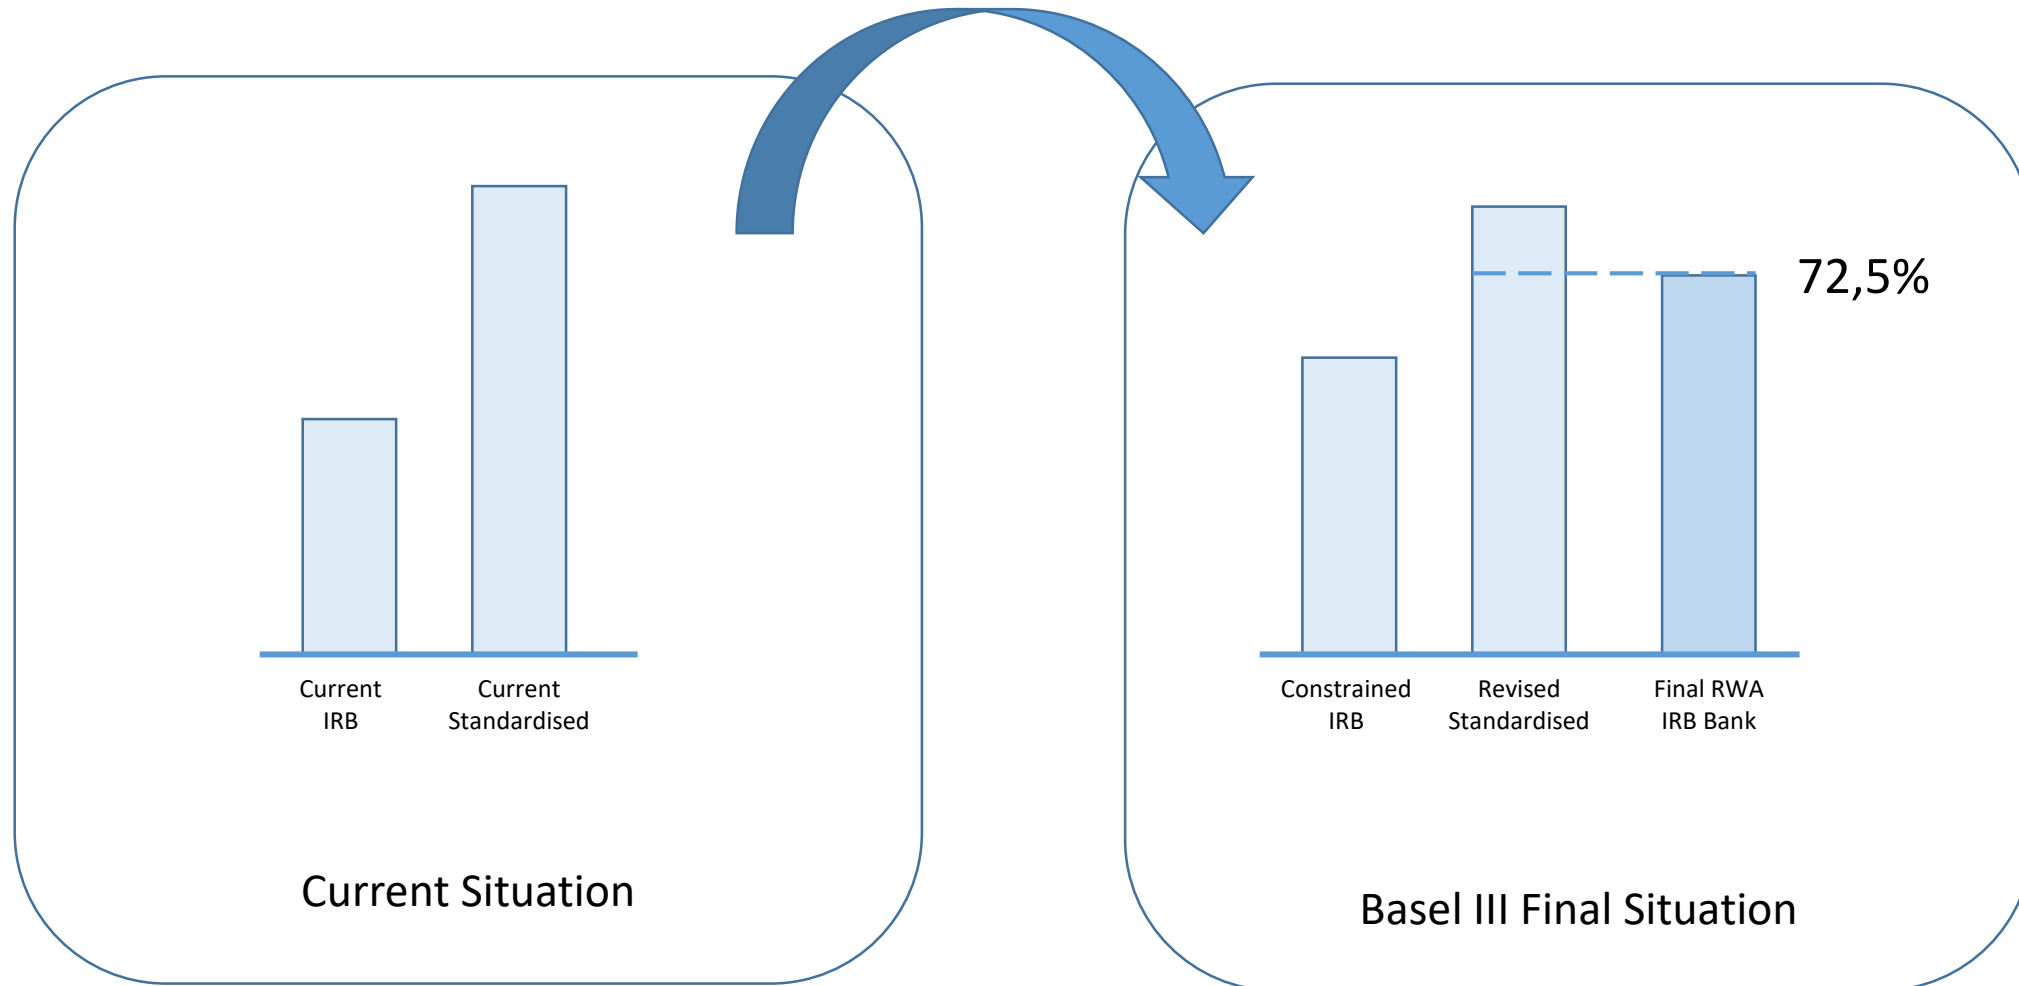 72,5%
Current
IRB
Current
Standardised
Constrained
IRB
Revised
Standardised
Final RWA
IRB Bank
Current Situation
Basel III Final Situation